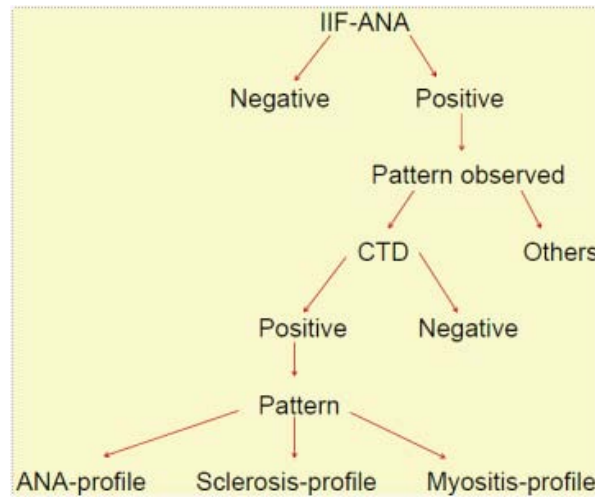 IIF-ANA
Negative Positive
Pattern observed
CTD Others
Positive Negative
Pattern
ANA-profile Sclerosis-profile Myositis-profile